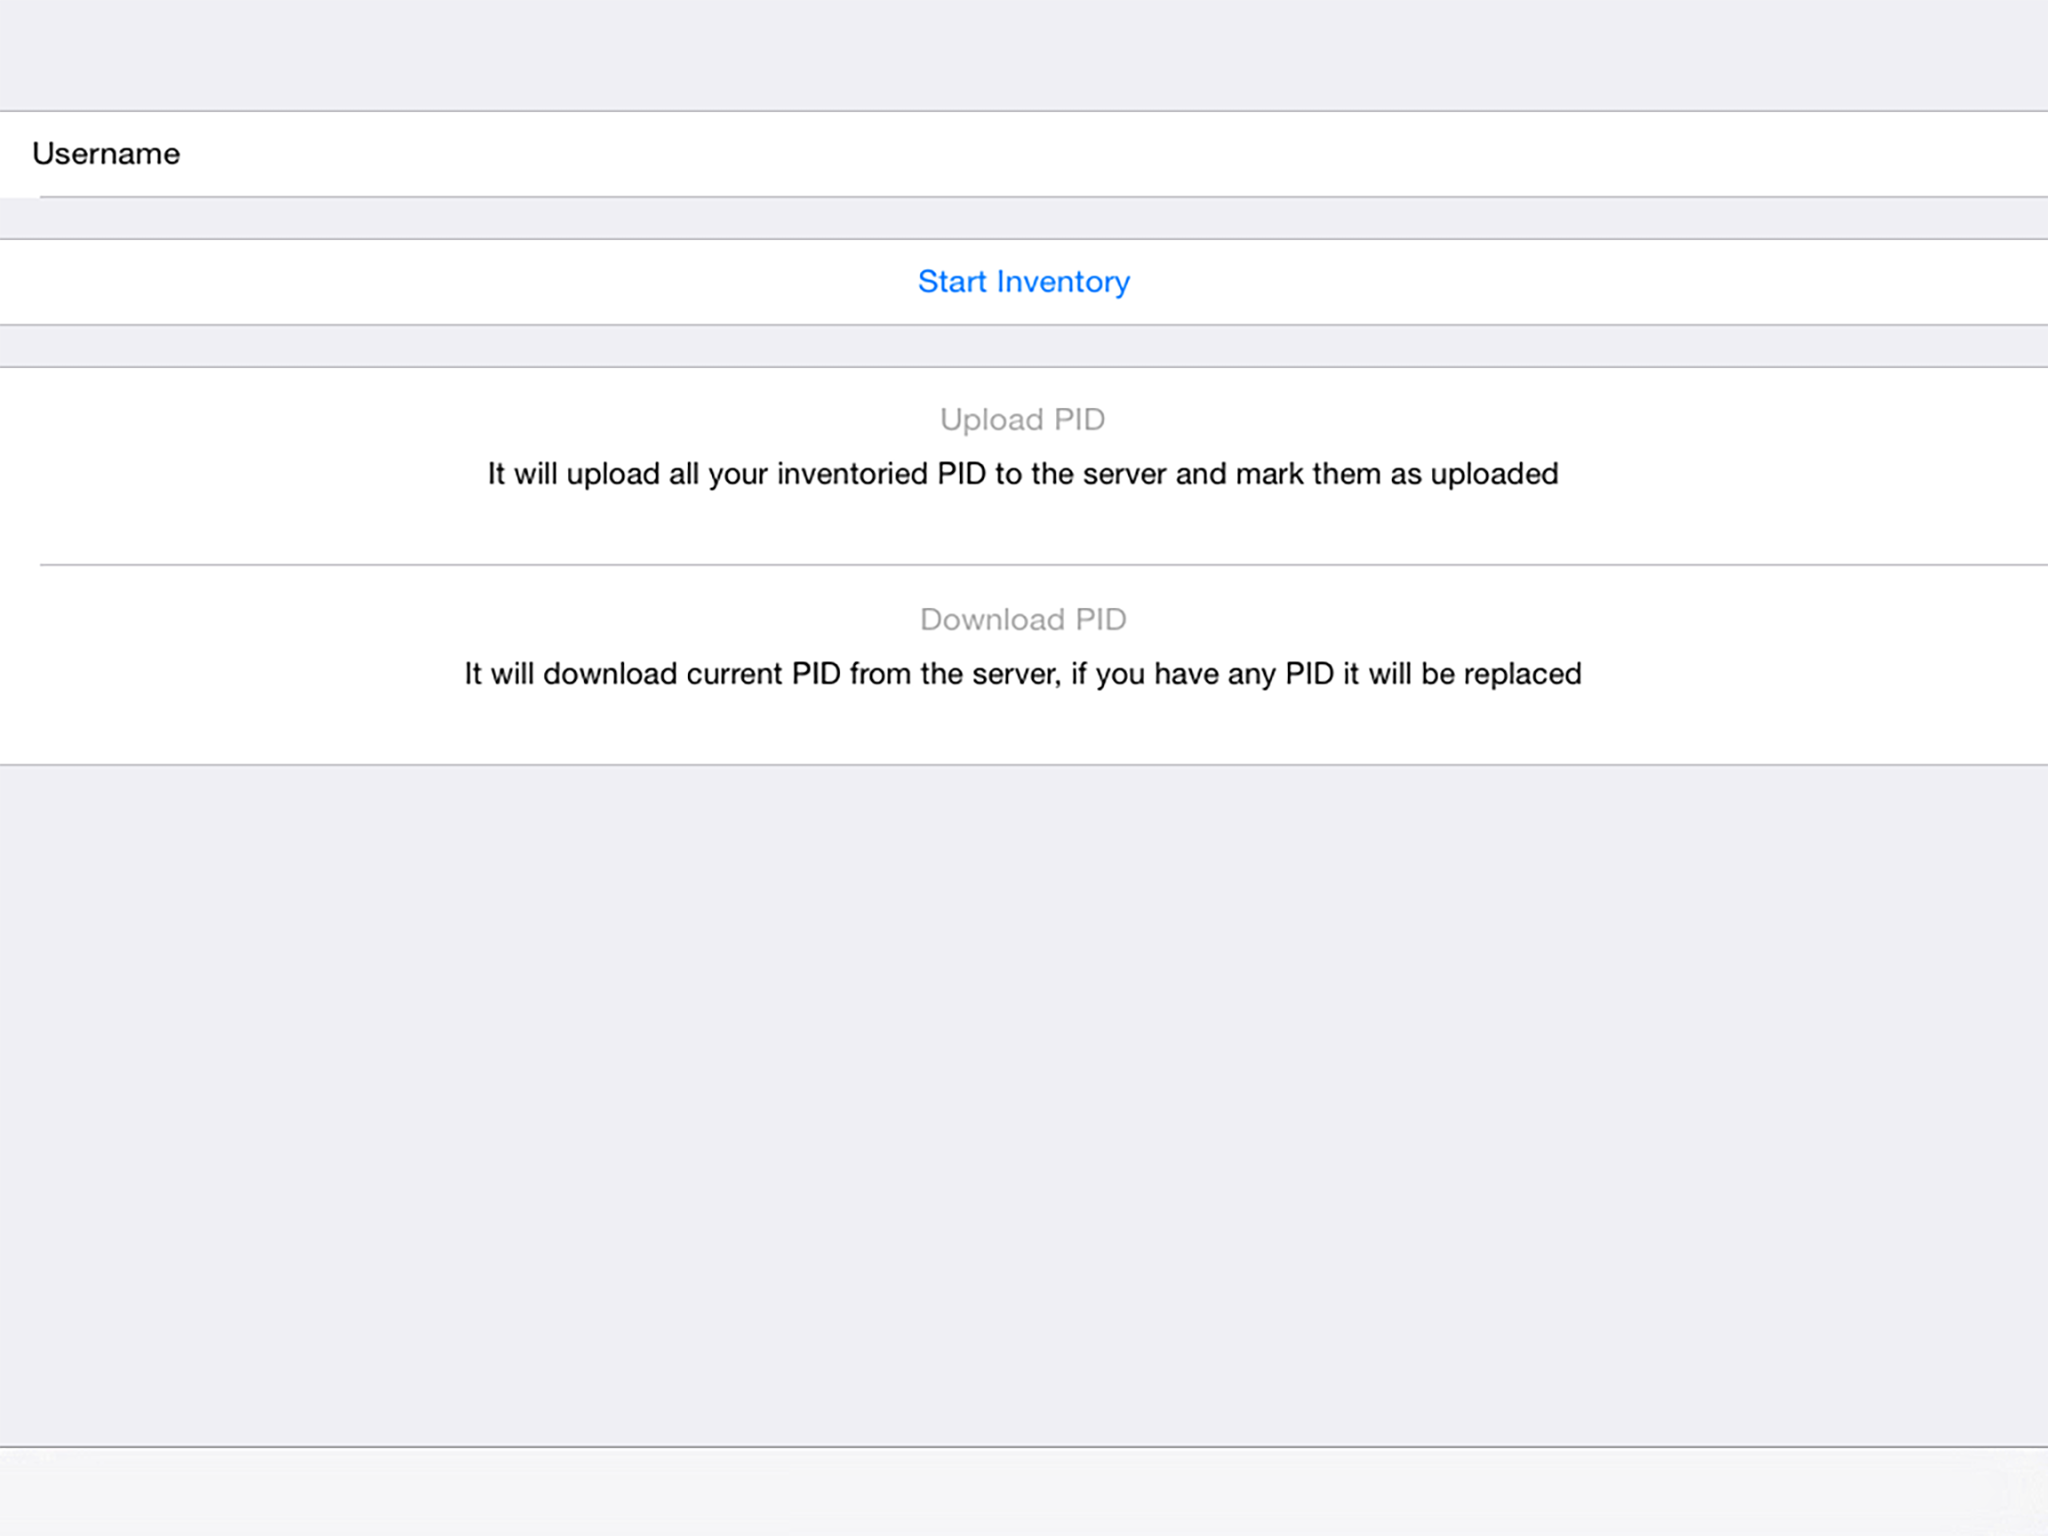 Username
Start Inventory
Upload PID
It will upload all your inventoried PID to the server and mark them as uploaded
Download PID
It will download current PID from the server, if you have any PID it will be replaced